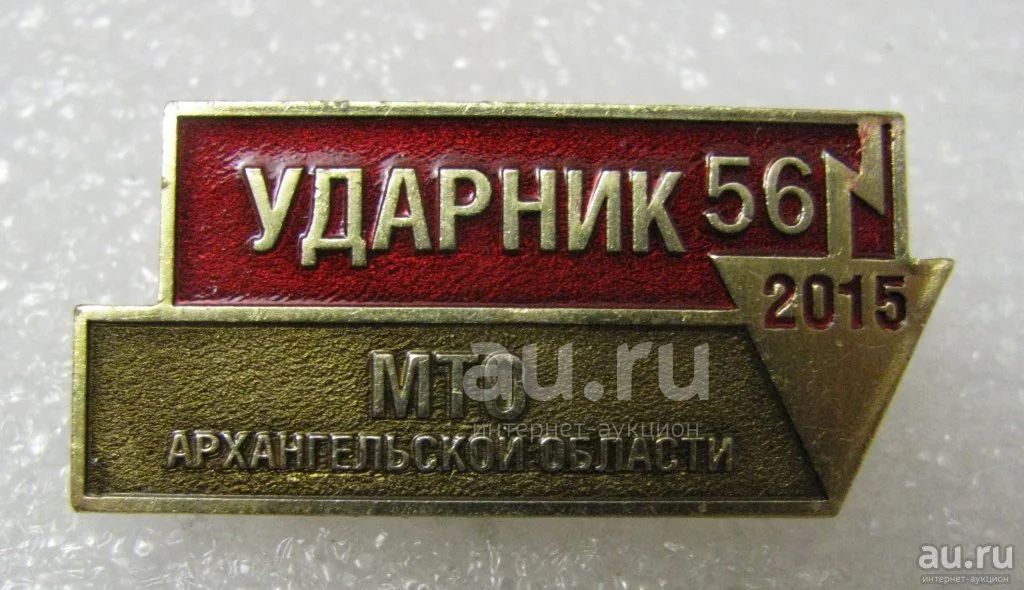 УДАРНИК 56
2015
МТО
АРХАНГЕЛЬСКОЙ ОБЛАСТИ
au.ru
интернет-аукцион
au.ru
интернет-аукцион